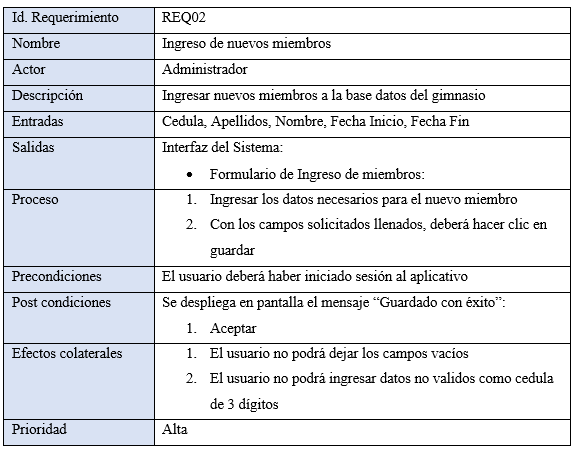 Id. Requerimiento REQ02
Nombre Ingreso de nuevos miembros
Actor Administrador
Descripción Ingresar nuevos miembros a la base datos del gimnasio
Entradas Cedula, Apellidos, Nombre, Fecha Inicio, Fecha Fin
Salidas Interfaz del Sistema:
• Formulario de Ingreso de miembros:
Proceso 1. Ingresar los datos necesarios para el nuevo miembro
2. Con los campos solicitados llenados, deberá hacer clic en
guardar
Precondiciones El usuario deberá haber iniciado sesión al aplicativo
Post condiciones Se despliega en pantalla el mensaje “Guardado con éxito”:
1. Aceptar
Efectos colaterales 1. El usuario no podrá dejar los campos vacíos
2. El usuario no podrá ingresar datos no validos como cedula
de 3 dígitos
Prioridad Alta